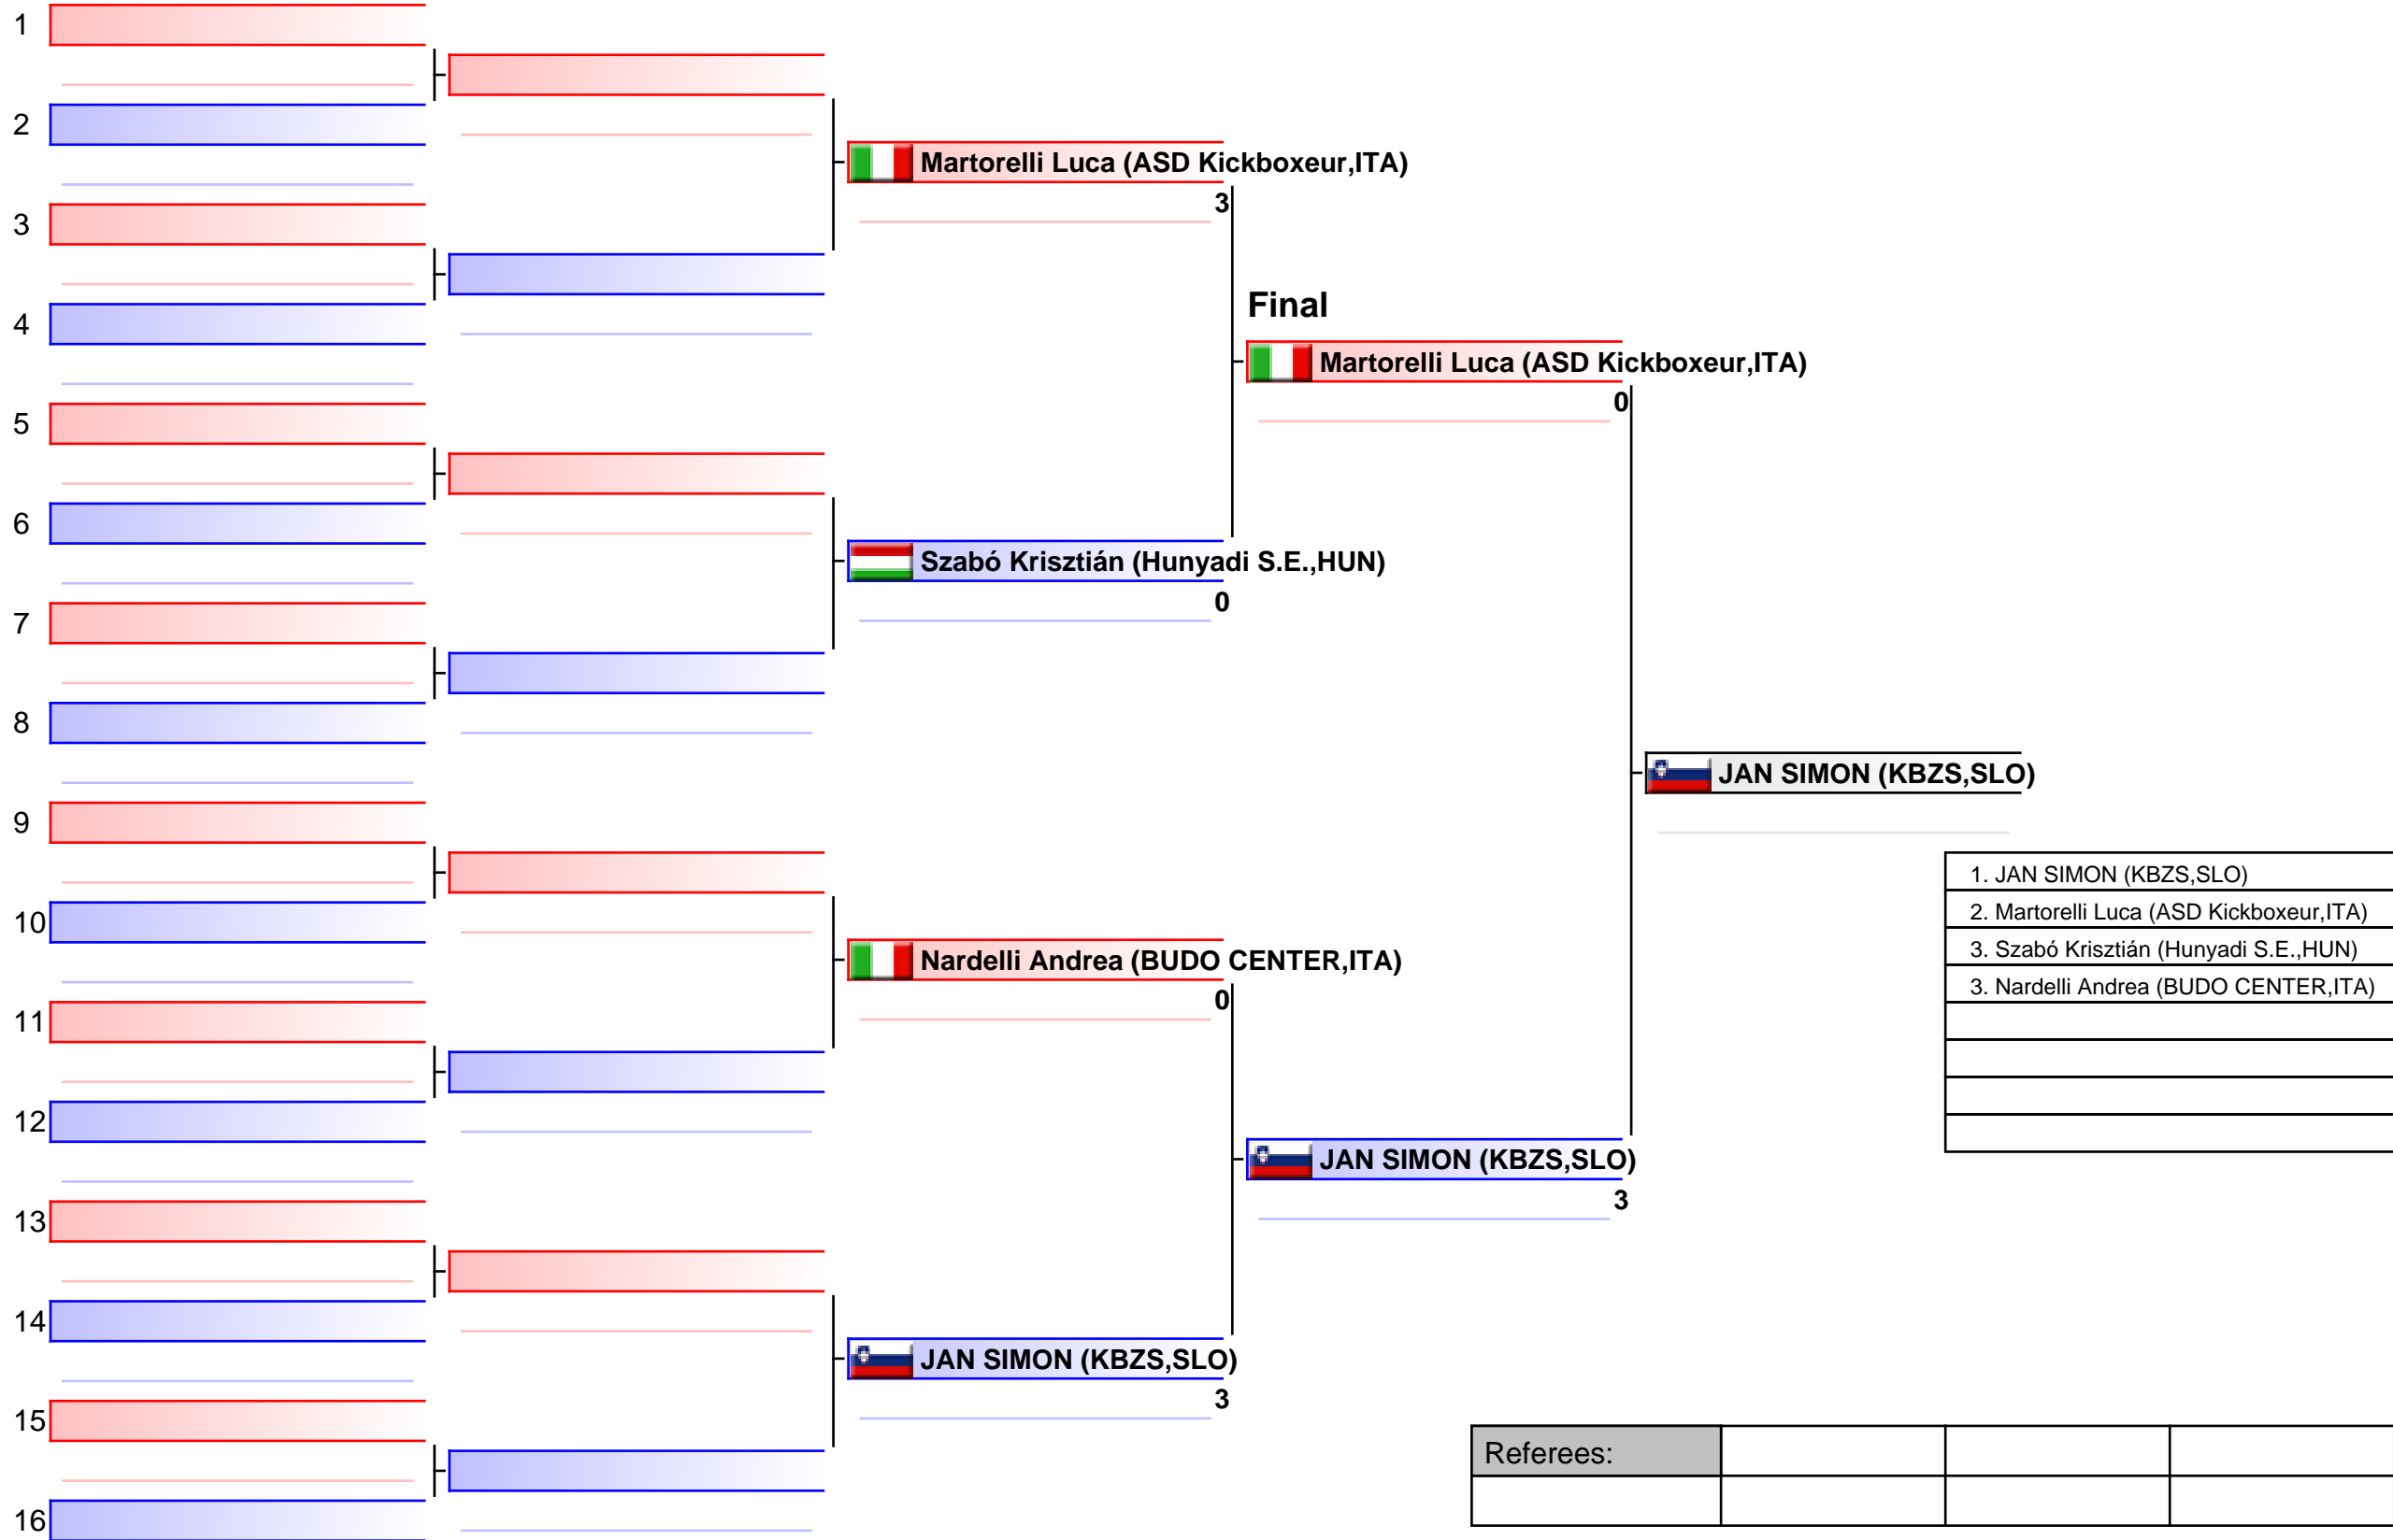 1
2
Martorelli Luca (ASD Kickboxeur,ITA)
3
3
Final
4
Martorelli Luca (ASD Kickboxeur,ITA)
0
5
6
Szabó Krisztián (Hunyadi S.E.,HUN)
0
7
8
JAN SIMON (KBZS,SLO)
9
1. JAN SIMON (KBZS,SLO)
2. Martorelli Luca (ASD Kickboxeur,ITA)
3. Szabó Krisztián (Hunyadi S.E.,HUN)
3. Nardelli Andrea (BUDO CENTER,ITA)
10
Nardelli Andrea (BUDO CENTER,ITA)
0
11
12
JAN SIMON (KBZS,SLO)
3
13
14
JAN SIMON (KBZS,SLO)
3
15
Referees:
16